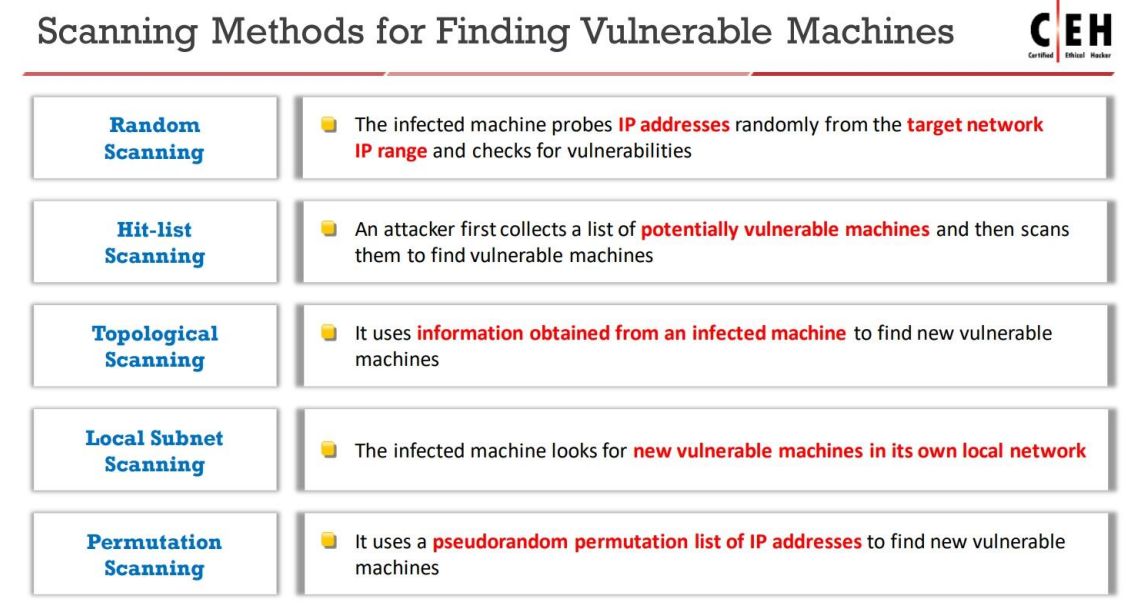 Scanning Methods for Finding Vulnerable Machines
C|EH
Certified Ethical Hacker
Random
Scanning
The infected machine probes IP addresses randomly from the target network
IP range and checks for vulnerabilities
Hit-list
Scanning
An attacker first collects a list of potentially vulnerable machines and then scans
them to find vulnerable machines
Topological
Scanning
It uses information obtained from an infected machine to find new vulnerable
machines
Local Subnet
Scanning
The infected machine looks for new vulnerable machines in its own local network
Permutation
Scanning
It uses a pseudorandom permutation list of IP addresses to find new vulnerable
machines